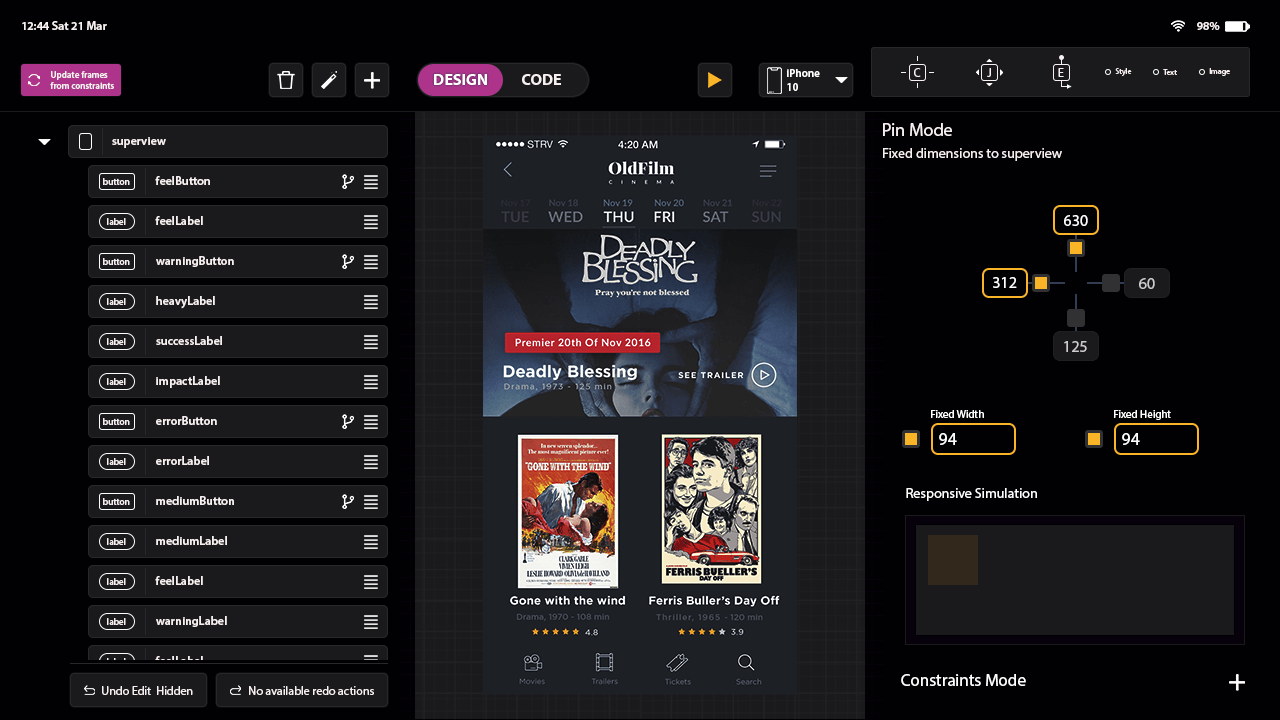 12:44 Sat 21 Mar
98%
Update frames
from constraints
DESIGN
CODE
iPhone
10
C
J
E
Style
Text
Image
superview
button feelButton
label feelLabel
button warningButton
label heavyLabel
label successLabel
label impactLabel
button errorButton
label errorLabel
button mediumButton
label mediumLabel
label feelLabel
label warningLabel
label feelLabel
Undo Edit Hidden
No available redo actions
STRV
4:20 AM
OldFilm
CINEMA
Nov 17
TUE
Nov 18
WED
Nov 19
THU
Nov 20
FRI
Nov 21
SAT
Nov 22
SUN
DEADLY
BLESSING
Pray you're not blessed
Premier 20th Of Nov 2016
Deadly Blessing
Drama, 1973 - 125 min
SEE TRAILER
In new screen splendor...
The most magnificent picture ever!
"GONE WITH THE WIND"
CLARK GABLE
VIVIEN LEIGH
LESLIE HOWARD OLIVIA de HAVILLAND
FERRIS BUELLER'S
DAY OFF
Gone with the wind
Drama, 1970 - 108 min
4.8
Ferris Buller's Day Off
Thriller, 1965 - 120 min
3.9
Movies
Trailers
Tickets
Search
Pin Mode
Fixed dimensions to superview
630
312
60
125
Fixed Width
94
Fixed Height
94
Responsive Simulation
Constraints Mode